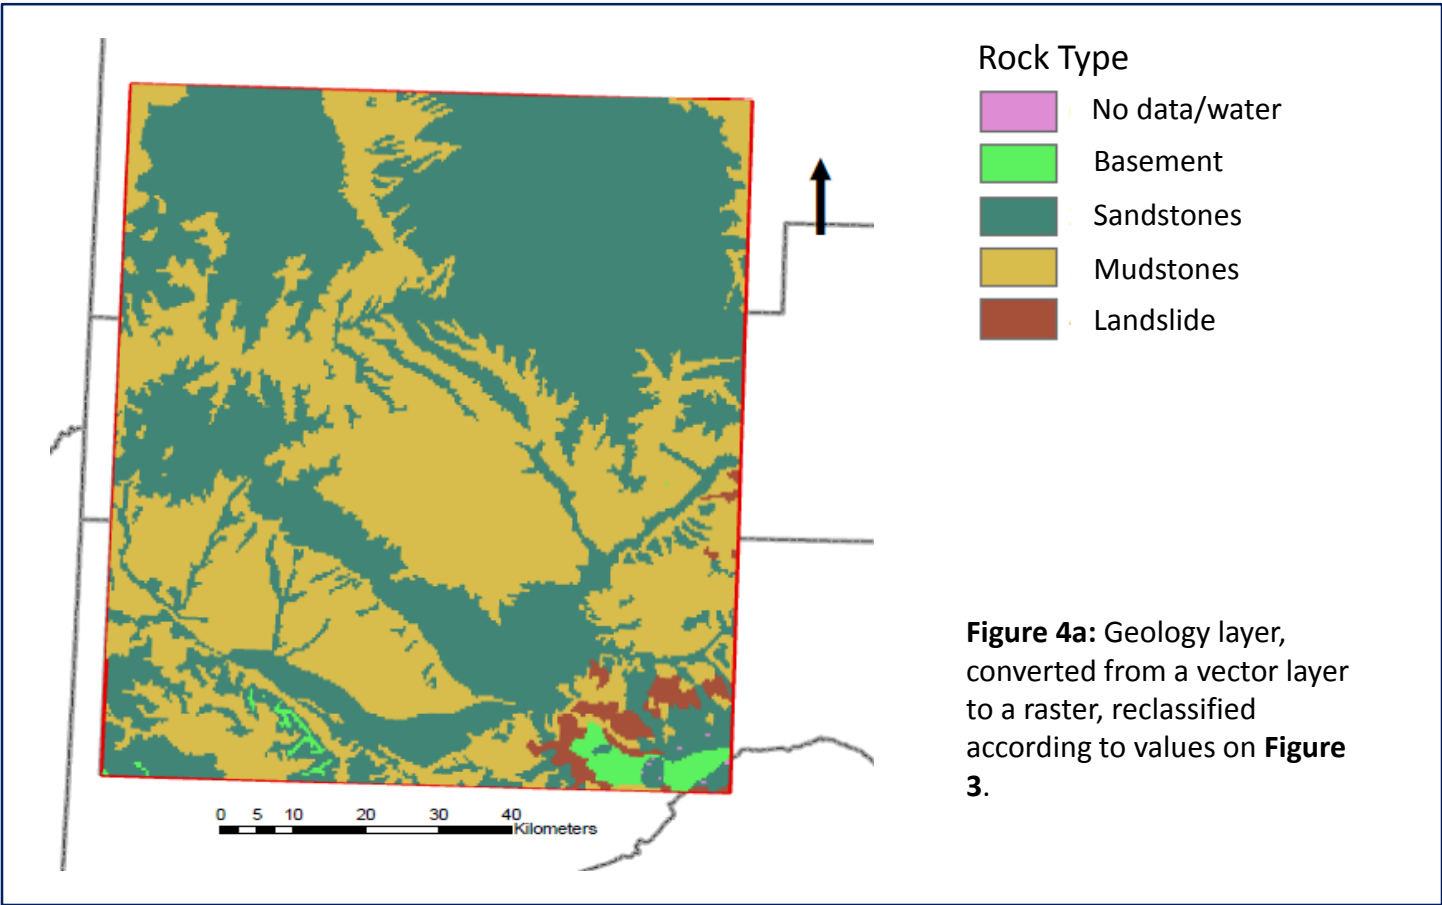 Rock Type
No data/water
Basement
Sandstones
Mudstones
Landslide
Figure 4a: Geology layer,
converted from a vector layer
to a raster, reclassified
according to values on Figure
3.
0 5 10 20 30 40
Kilometers